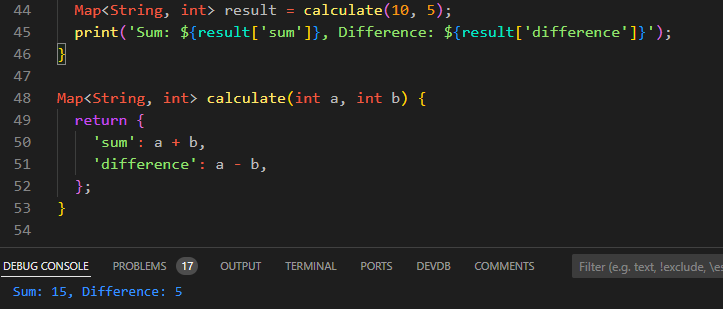 44 Map<String, int> result = calculate(10, 5);
45 print('Sum: ${result['sum']}, Difference: ${result['difference']}');
46 }
47
48 Map<String, int> calculate(int a, int b) {
49 return {
50 'sum': a + b,
51 'difference': a - b,
52 };
53 }
54
DEBUG CONSOLE PROBLEMS 17 OUTPUT TERMINAL PORTS DEVDB COMMENTS Filter (e.g. text, !exclude, \es
Sum: 15, Difference: 5